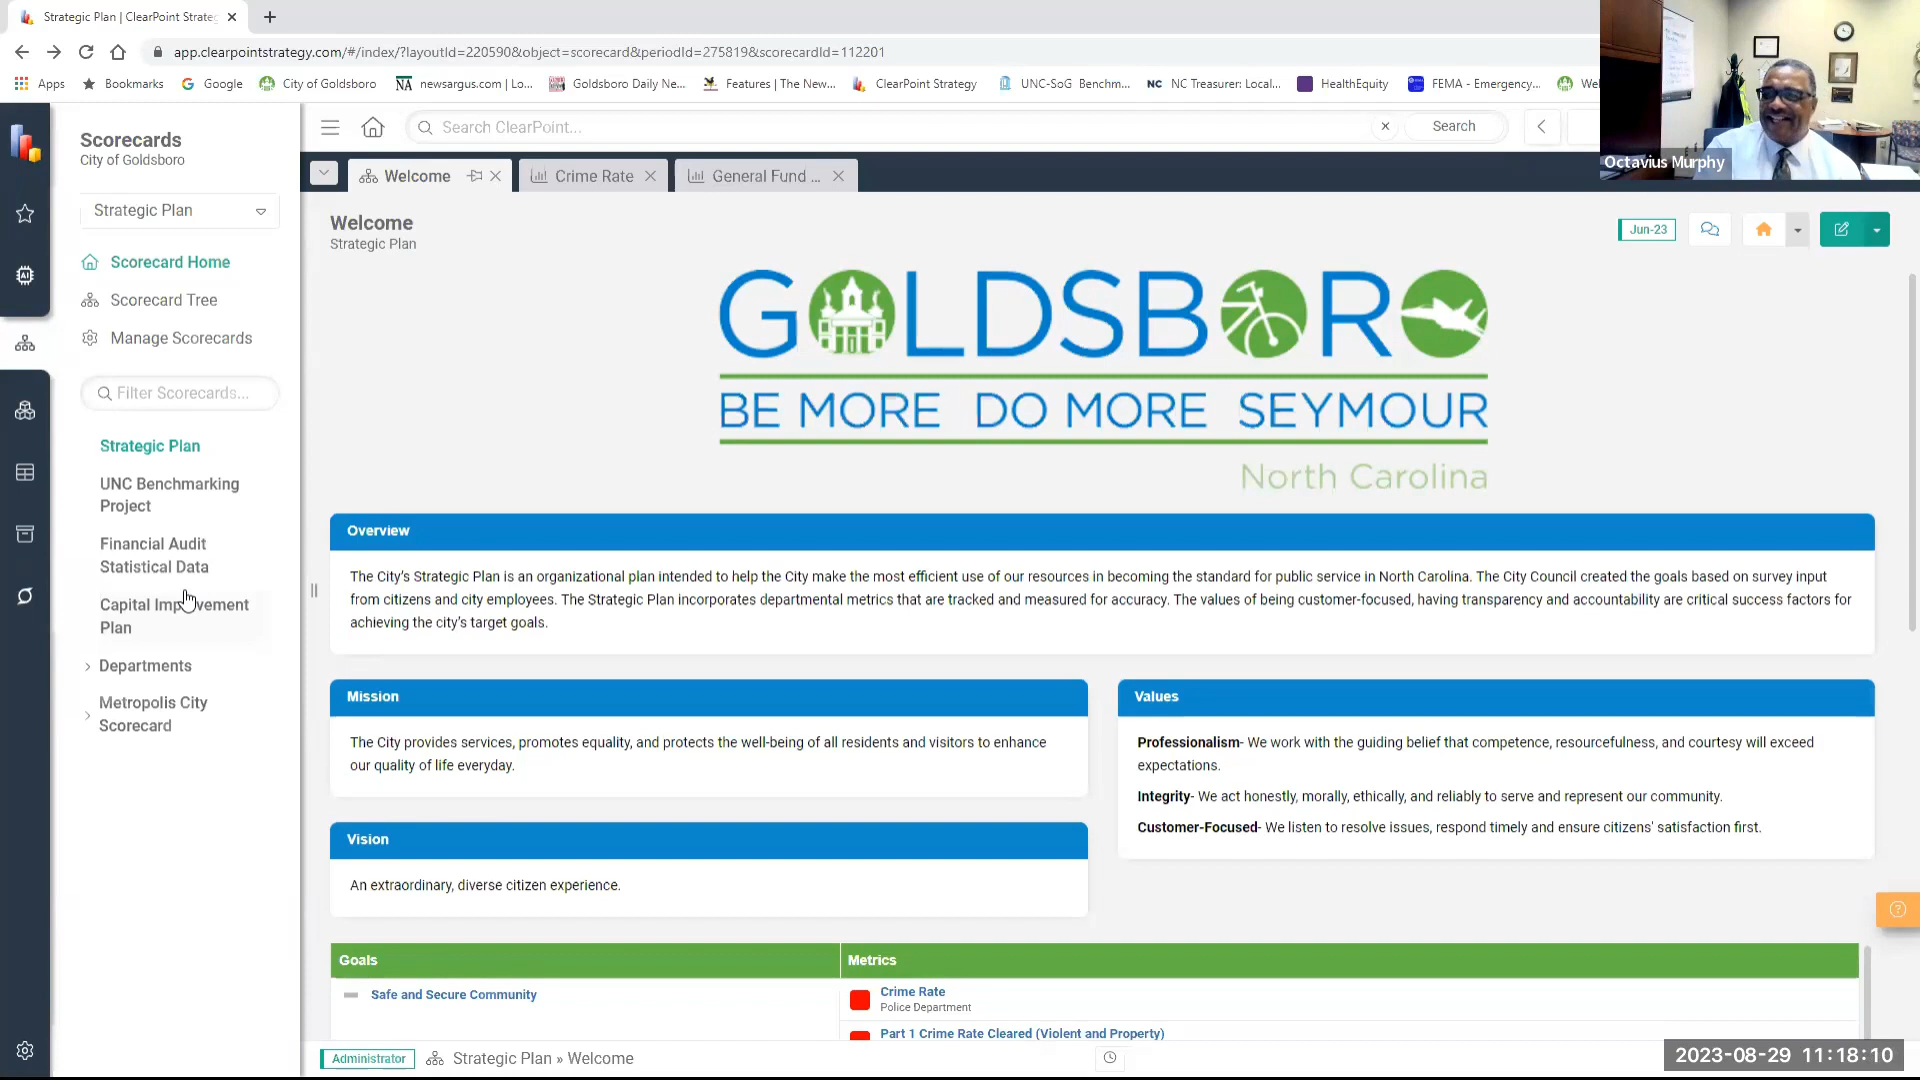 Strategic Plan | ClearPoint Strate
app.clearpointstrategy.com/#/index/?layoutId=220590&object=scorecard&periodId=275819&scorecardId=112201
Apps
Bookmarks
Google
City of Goldsboro
NA newsargus.com | Lo...
Goldsboro Daily Ne...
Features | The New...
ClearPoint Strategy
UNC-SoG Benchm...
NC NC Treasurer: Local...
HealthEquity
FEMA - Emergency...
Wel
Octavius Murphy
Scorecards
City of Goldsboro
Strategic Plan
Scorecard Home
Scorecard Tree
Manage Scorecards
Filter Scorecards...
Strategic Plan
UNC Benchmarking
Project
Financial Audit
Statistical Data
Capital Improvement
Plan
Departments
Metropolis City
Scorecard
AI
Search ClearPoint...
Search
Welcome
Crime Rate
General Fund ...
Welcome
Strategic Plan
Jun-23
GOLDSBORO
BE MORE DO MORE SEYMOUR
North Carolina
Overview
The City's Strategic Plan is an organizational plan intended to help the City make the most efficient use of our resources in becoming the standard for public service in North Carolina. The City Council created the goals based on survey input
from citizens and city employees. The Strategic Plan incorporates departmental metrics that are tracked and measured for accuracy. The values of being customer-focused, having transparency and accountability are critical success factors for
achieving the city's target goals.
Mission
The City provides services, promotes equality, and protects the well-being of all residents and visitors to enhance
our quality of life everyday.
Vision
An extraordinary, diverse citizen experience.
Values
Professionalism- We work with the guiding belief that competence, resourcefulness, and courtesy will exceed
expectations.
Integrity- We act honestly, morally, ethically, and reliably to serve and represent our community.
Customer-Focused- We listen to resolve issues, respond timely and ensure citizens' satisfaction first.
Goals
Metrics
Safe and Secure Community
Crime Rate
Police Department
Part 1 Crime Rate Cleared (Violent and Property)
Administrator
Strategic Plan » Welcome
2023-08-29 11:18:10